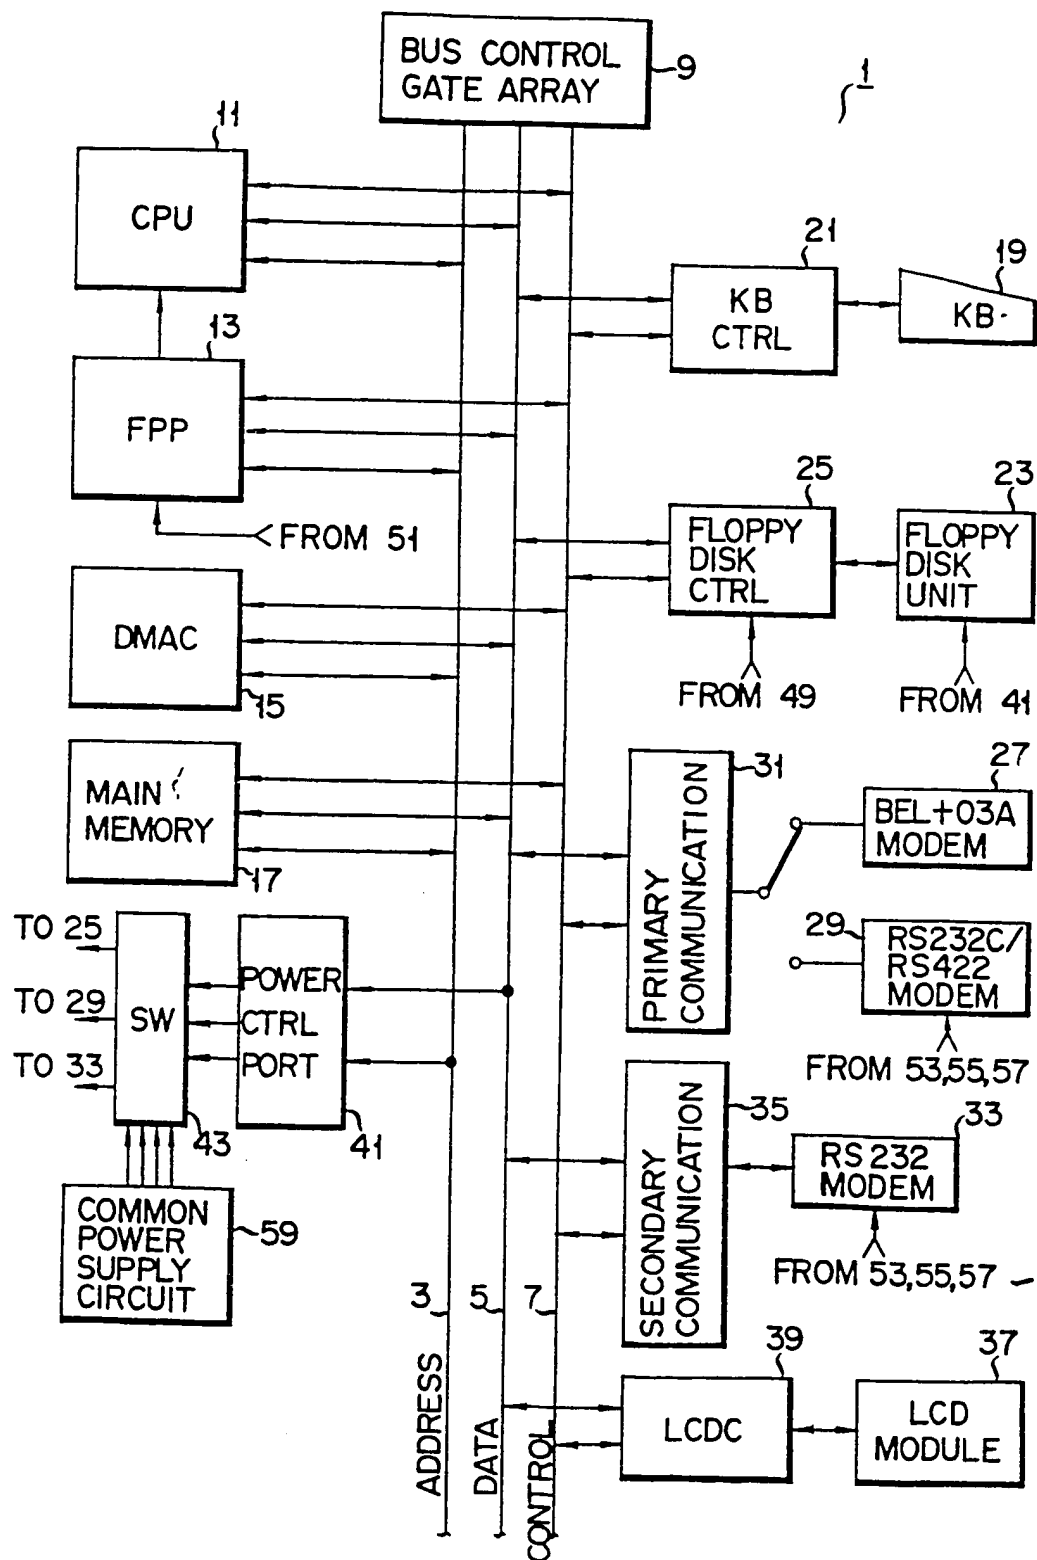 BUS CONTROL
GATE ARRAY
9
1
11
CPU
21
KB
CTRL
19
KB
13
FPP
FROM 51
25
FLOPPY
DISK
CTRL
23
FLOPPY
DISK
UNIT
FROM 49
FROM 41
DMAC
15
MAIN
MEMORY
17
31
PRIMARY
COMMUNICATION
27
BEL+03A
MODEM
29
RS232C/
RS422
MODEM
FROM 53,55,57
TO 25
TO 29
TO 33
SW
43
POWER
CTRL
PORT
41
COMMON
POWER
SUPPLY
CIRCUIT
59
35
SECONDARY
COMMUNICATION
33
RS232
MODEM
FROM 53,55,57
3
5
7
ADDRESS
DATA
CONTROL
39
LCDC
37
LCD
MODULE